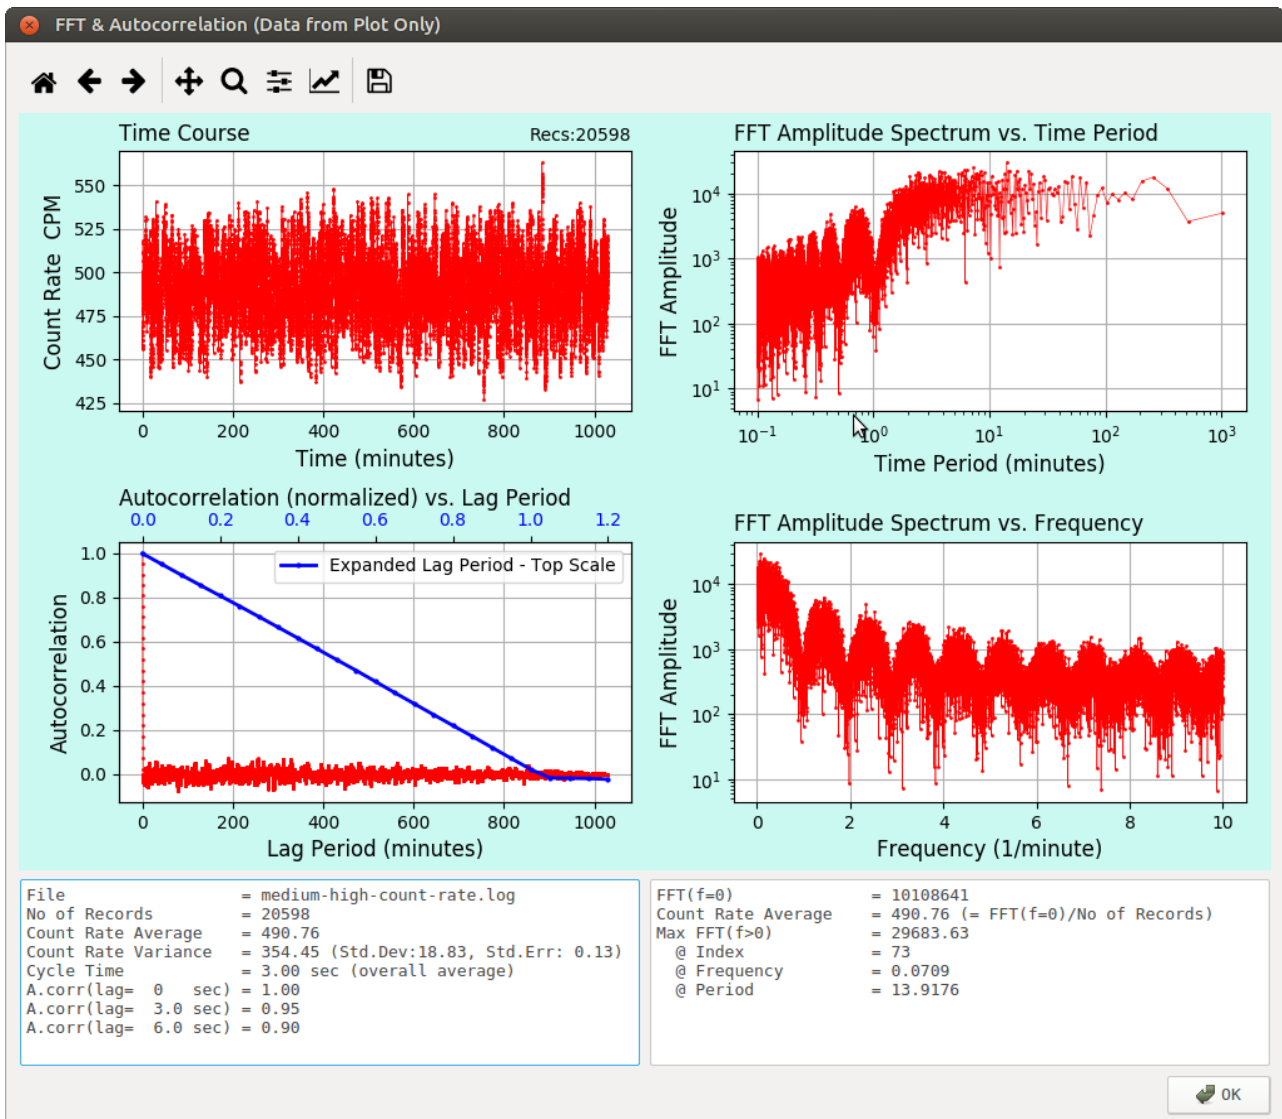 FFT & Autocorrelation (Data from Plot Only)
Time Course
Recs:20598
550
525
500
475
450
425
Count Rate CPM
0 200 400 600 800 1000
Time (minutes)
FFT Amplitude Spectrum vs. Time Period
10⁴
10³
10²
10¹
FFT Amplitude
10⁻¹ 10⁰ 10¹ 10² 10³
Time Period (minutes)
Autocorrelation (normalized) vs. Lag Period
0.0 0.2 0.4 0.6 0.8 1.0 1.2
Expanded Lag Period - Top Scale
1.0
0.8
0.6
0.4
0.2
0.0
Autocorrelation
0 200 400 600 800 1000
Lag Period (minutes)
FFT Amplitude Spectrum vs. Frequency
10⁴
10³
10²
10¹
FFT Amplitude
0 2 4 6 8 10
Frequency (1/minute)
File = medium-high-count-rate.log
No of Records = 20598
Count Rate Average = 490.76
Count Rate Variance = 354.45 (Std.Dev:18.83, Std.Err: 0.13)
Cycle Time = 3.00 sec (overall average)
A.corr(lag= 0 sec) = 1.00
A.corr(lag= 3.0 sec) = 0.95
A.corr(lag= 6.0 sec) = 0.90
FFT(f=0) = 10108641
Count Rate Average = 490.76 (= FFT(f=0)/No of Records)
Max FFT(f>0) = 29683.63
@ Index = 73
@ Frequency = 0.0709
@ Period = 13.9176
OK